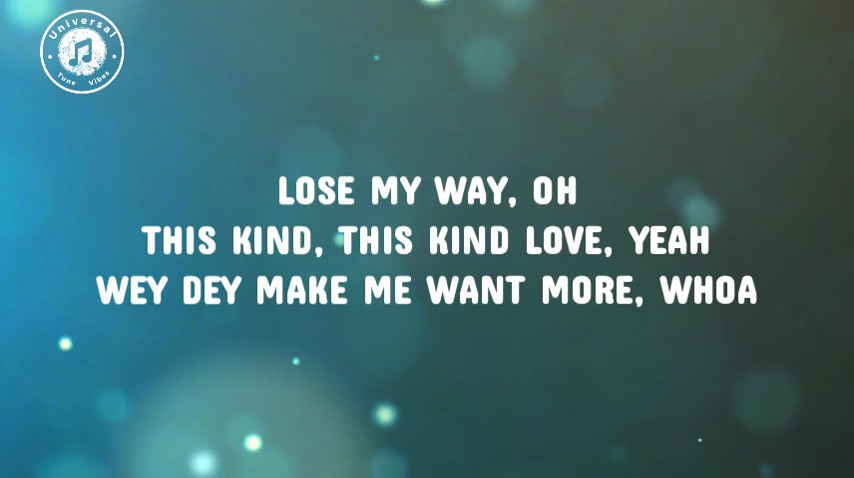 Universal
Tune Vibes
LOSE MY WAY, OH
THIS KIND, THIS KIND LOVE, YEAH
WEY DEY MAKE ME WANT MORE, WHOA